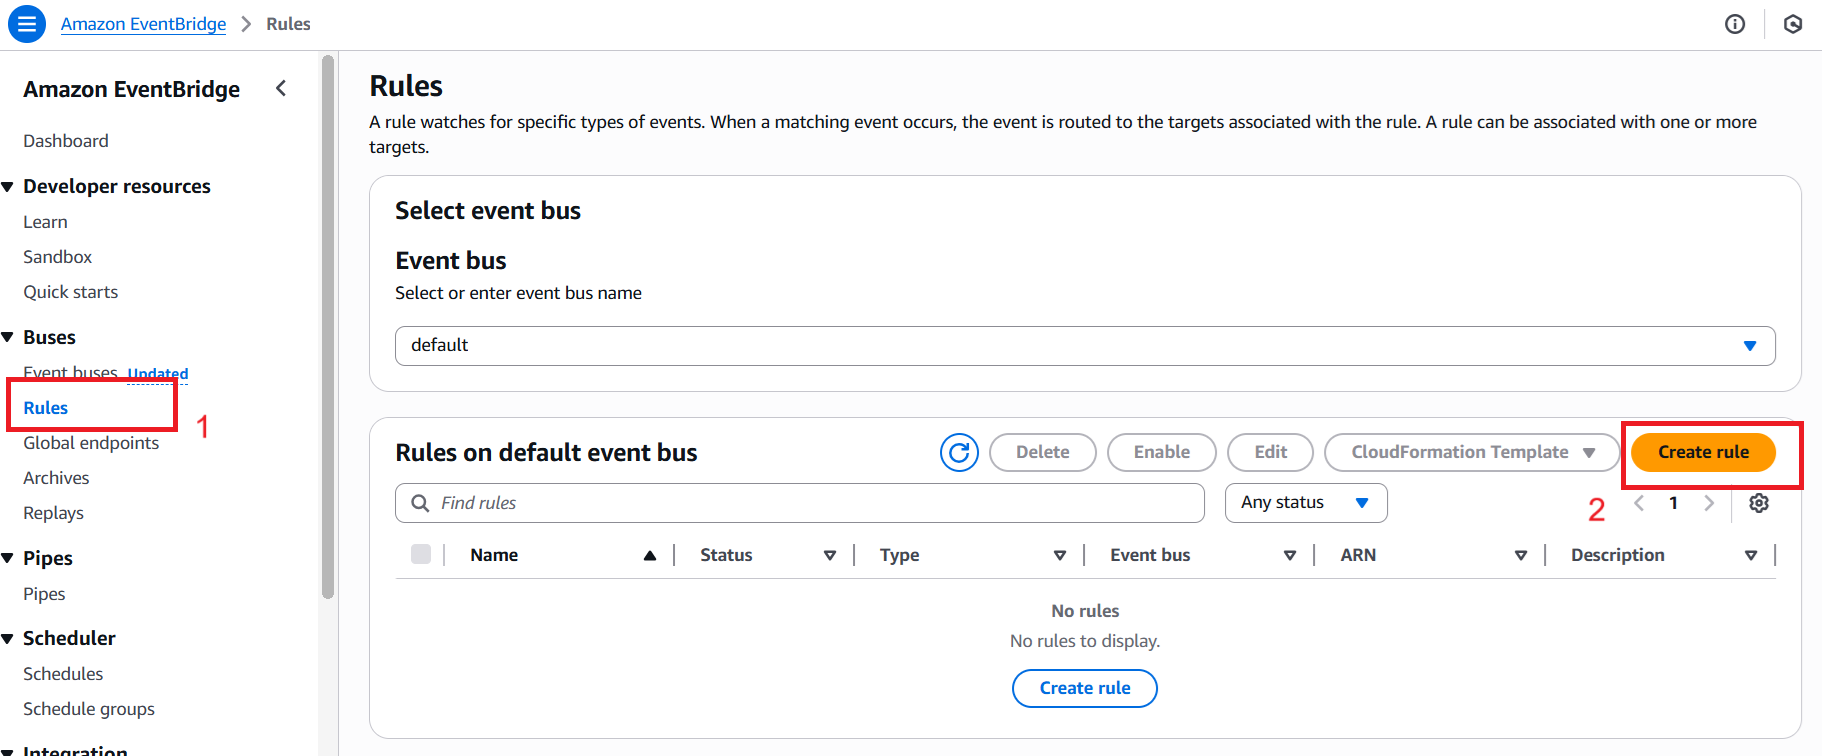 Amazon EventBridge > Rules
Amazon EventBridge
Dashboard
Developer resources
Learn
Sandbox
Quick starts
Buses
Event buses Updated
Rules
1
Global endpoints
Archives
Replays
Pipes
Pipes
Scheduler
Schedules
Schedule groups
Integration
Rules
A rule watches for specific types of events. When a matching event occurs, the event is routed to the targets associated with the rule. A rule can be associated with one or more
targets.
Select event bus
Event bus
Select or enter event bus name
default
Rules on default event bus
Delete
Enable
Edit
CloudFormation Template
Create rule
Find rules
Any status
2
1
Name
Status
Type
Event bus
ARN
Description
No rules
No rules to display.
Create rule